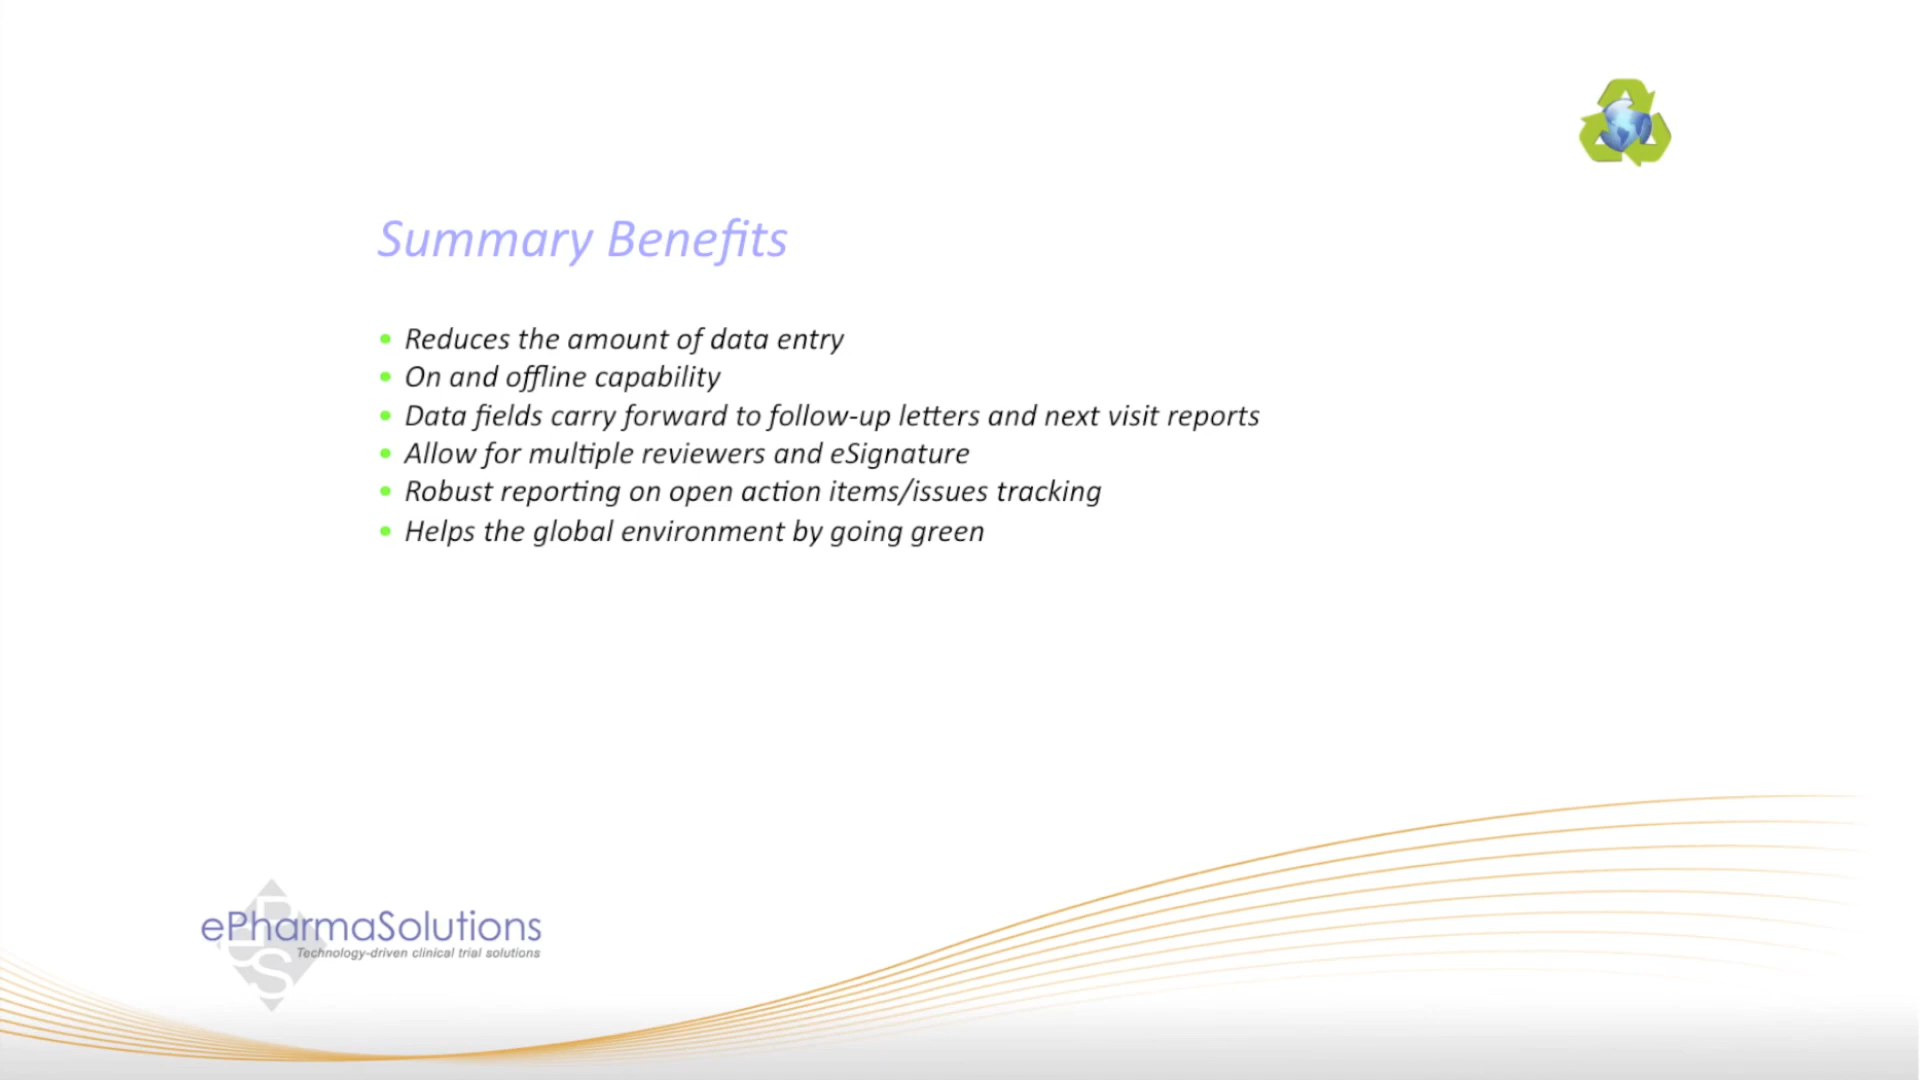 Summary Benefits
• Reduces the amount of data entry
• On and offline capability
• Data fields carry forward to follow-up letters and next visit reports
• Allow for multiple reviewers and eSignature
• Robust reporting on open action items/issues tracking
• Helps the global environment by going green
ePharmaSolutions
Technology-driven clinical trial solutions